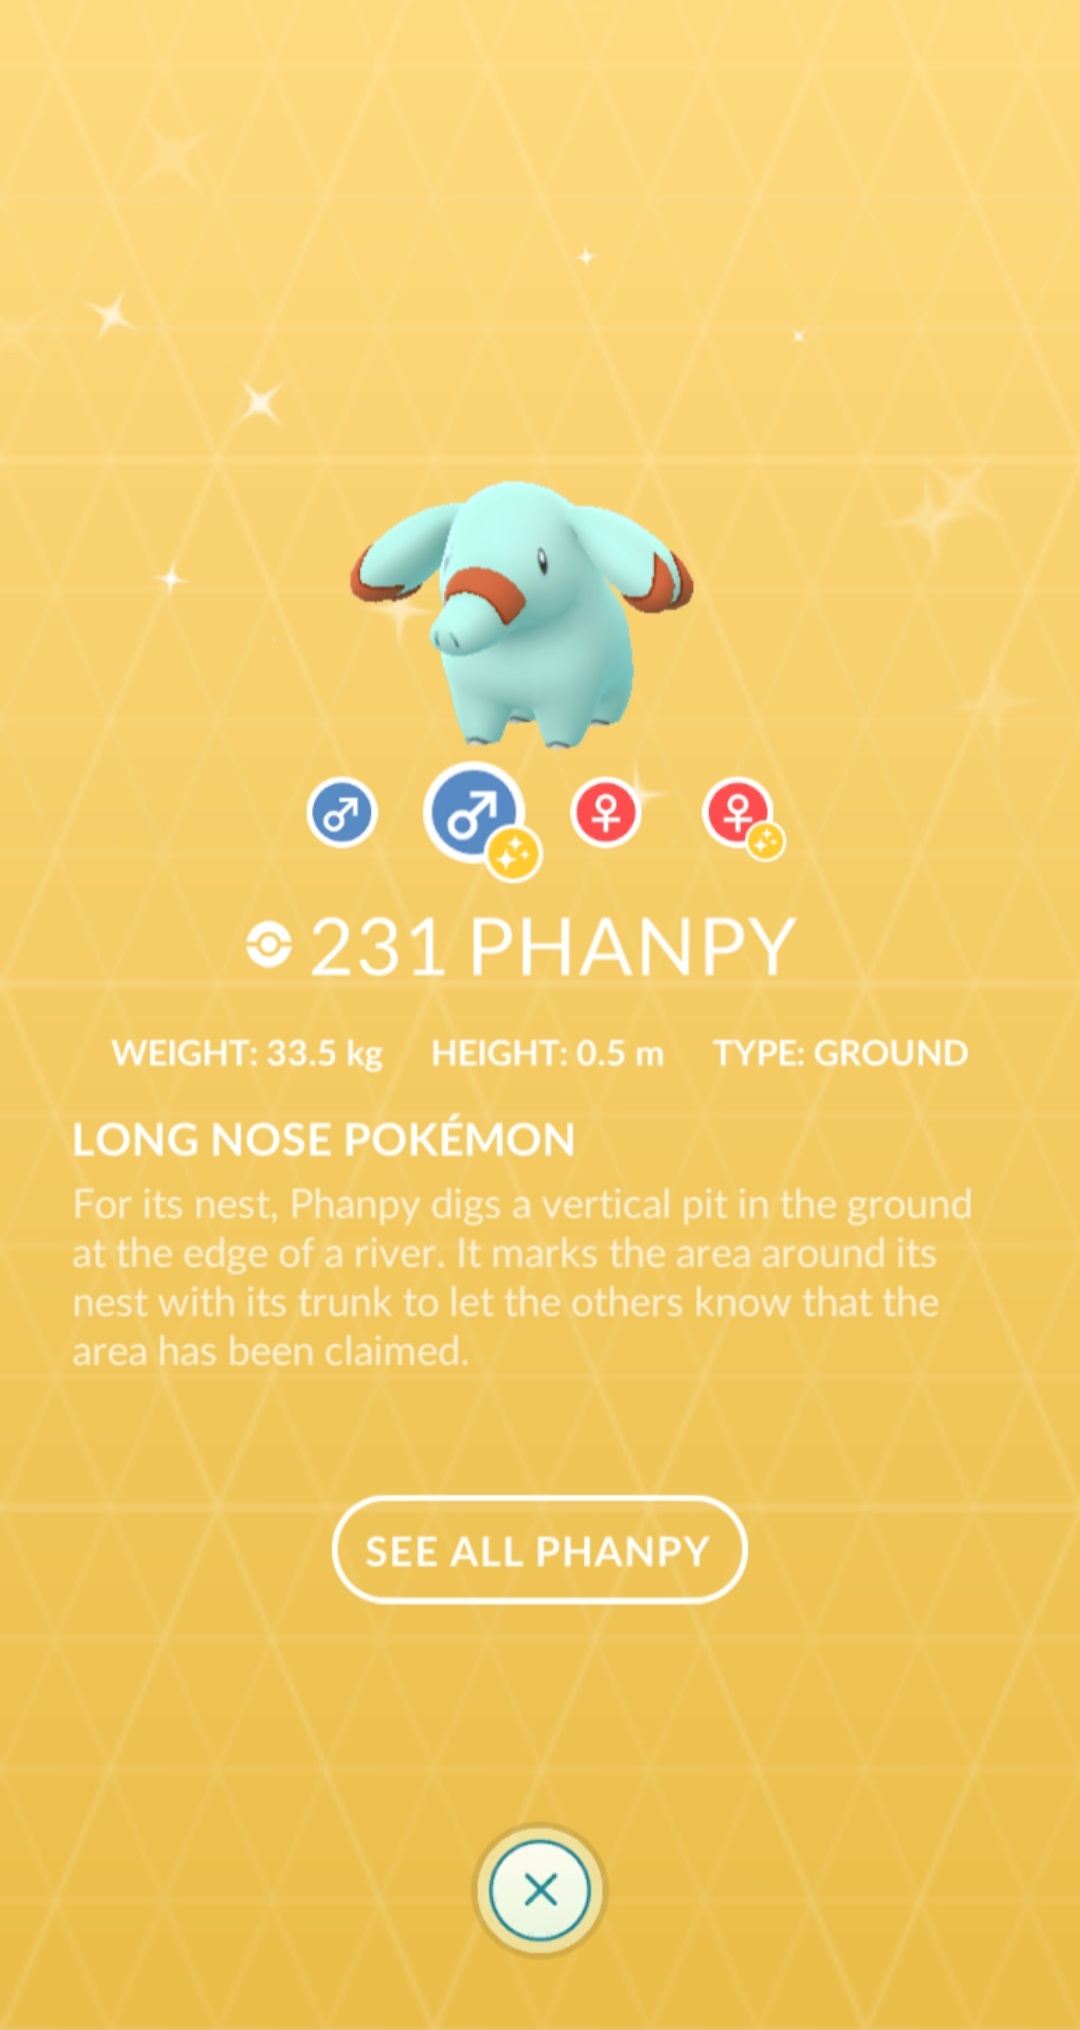 231 PHANPY
WEIGHT: 33.5 kg HEIGHT: 0.5 m TYPE: GROUND
LONG NOSE POKÉMON
For its nest, Phanpy digs a vertical pit in the ground
at the edge of a river. It marks the area around its
nest with its trunk to let the others know that the
area has been claimed.
SEE ALL PHANPY